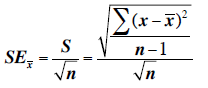 SE_x̄ = S / √n = √( ∑(x − x̄)² / (n − 1) ) / √n